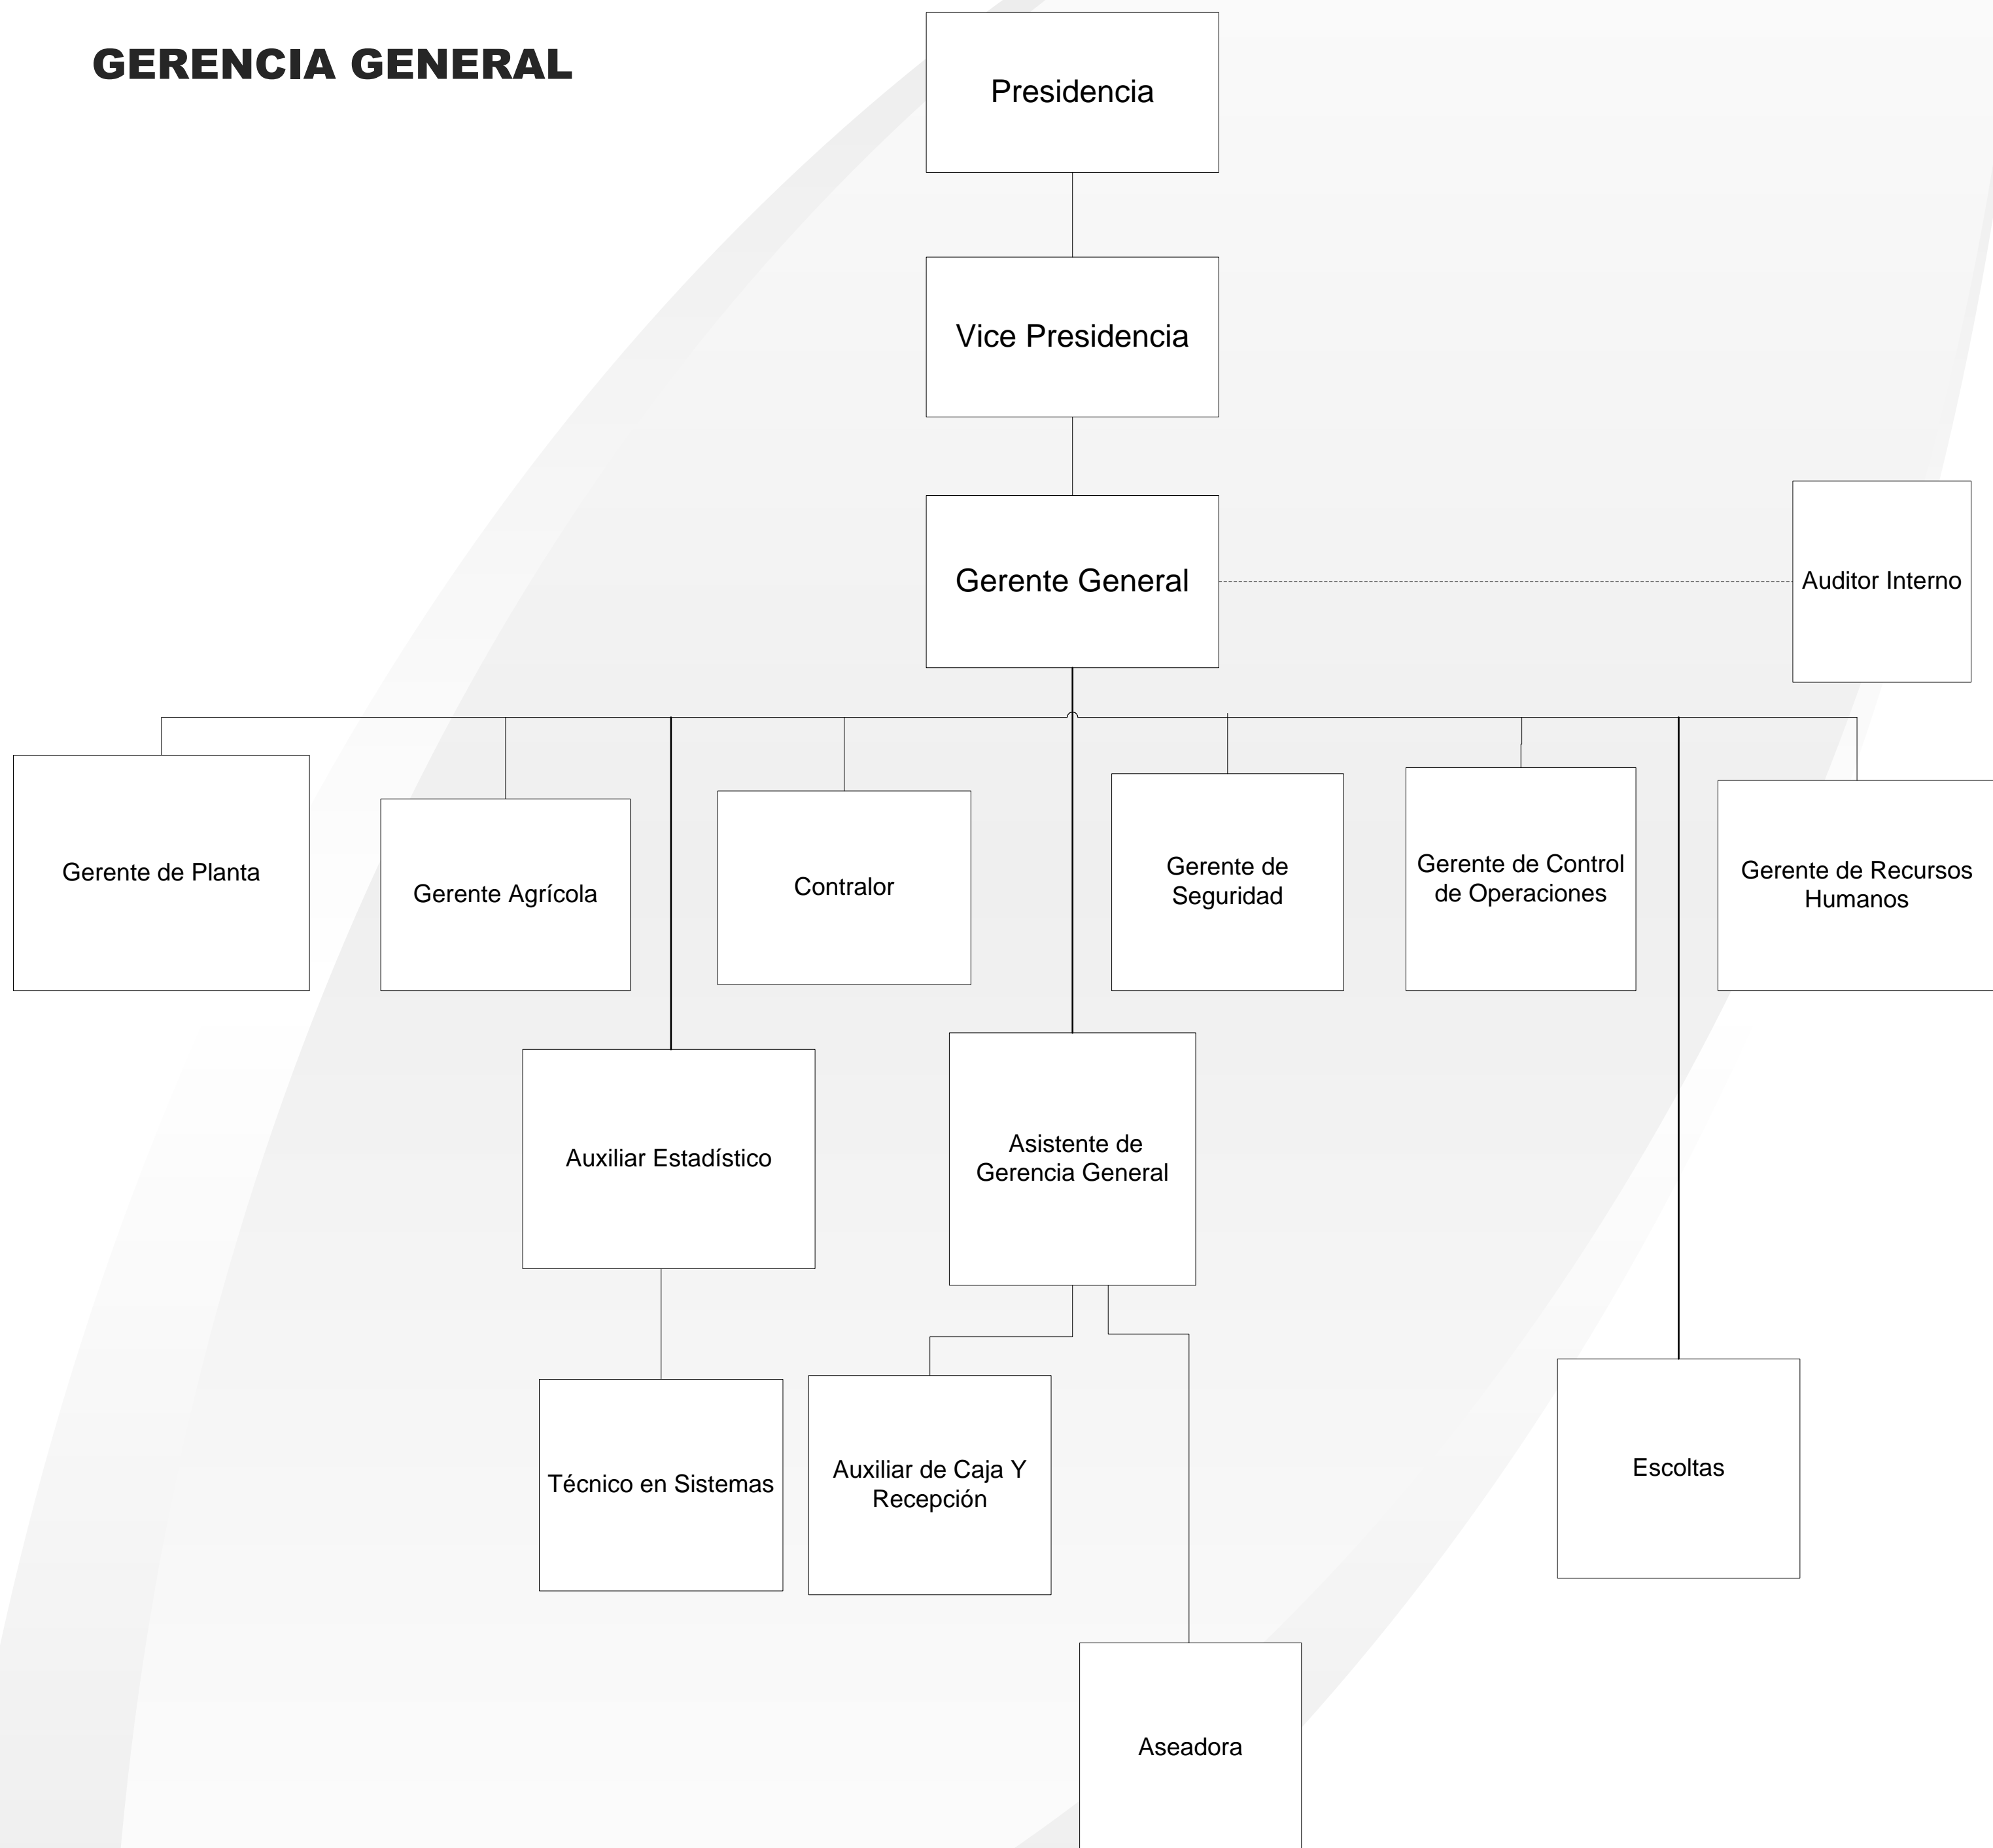 GERENCIA GENERAL
Presidencia
Vice Presidencia
Gerente General
Auditor Interno
Gerente de Planta
Gerente Agrícola
Contralor
Gerente de
Seguridad
Gerente de Control
de Operaciones
Gerente de Recursos
Humanos
Auxiliar Estadístico
Asistente de
Gerencia General
Técnico en Sistemas
Auxiliar de Caja Y
Recepción
Escoltas
Aseadora